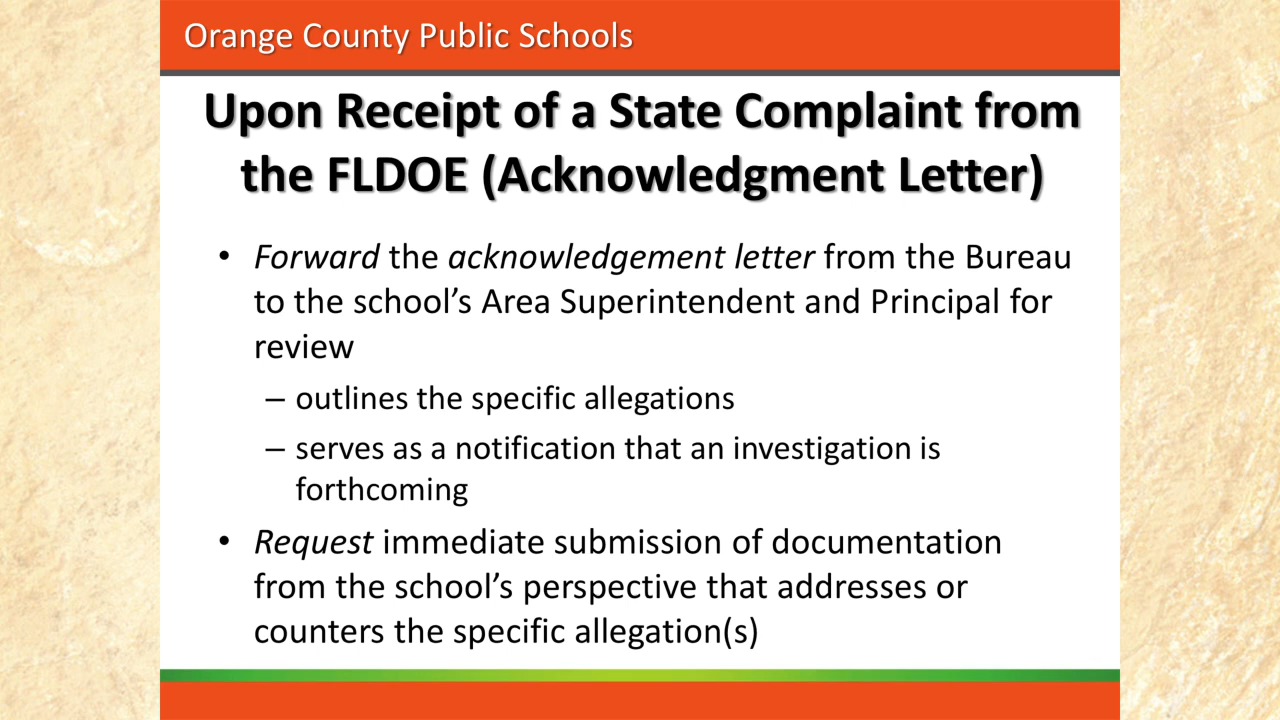 Orange County Public Schools
Upon Receipt of a State Complaint from
the FLDOE (Acknowledgment Letter)
• Forward the acknowledgement letter from the Bureau
to the school’s Area Superintendent and Principal for
review
– outlines the specific allegations
– serves as a notification that an investigation is
forthcoming
• Request immediate submission of documentation
from the school’s perspective that addresses or
counters the specific allegation(s)